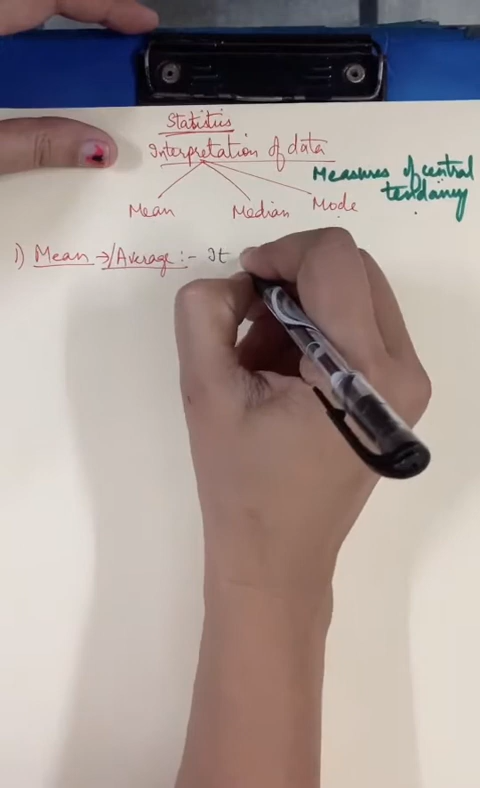 Statistics
Interpretation of data
Measures of central
tendancy
Mean Median Mode
1) Mean →/Average :- It